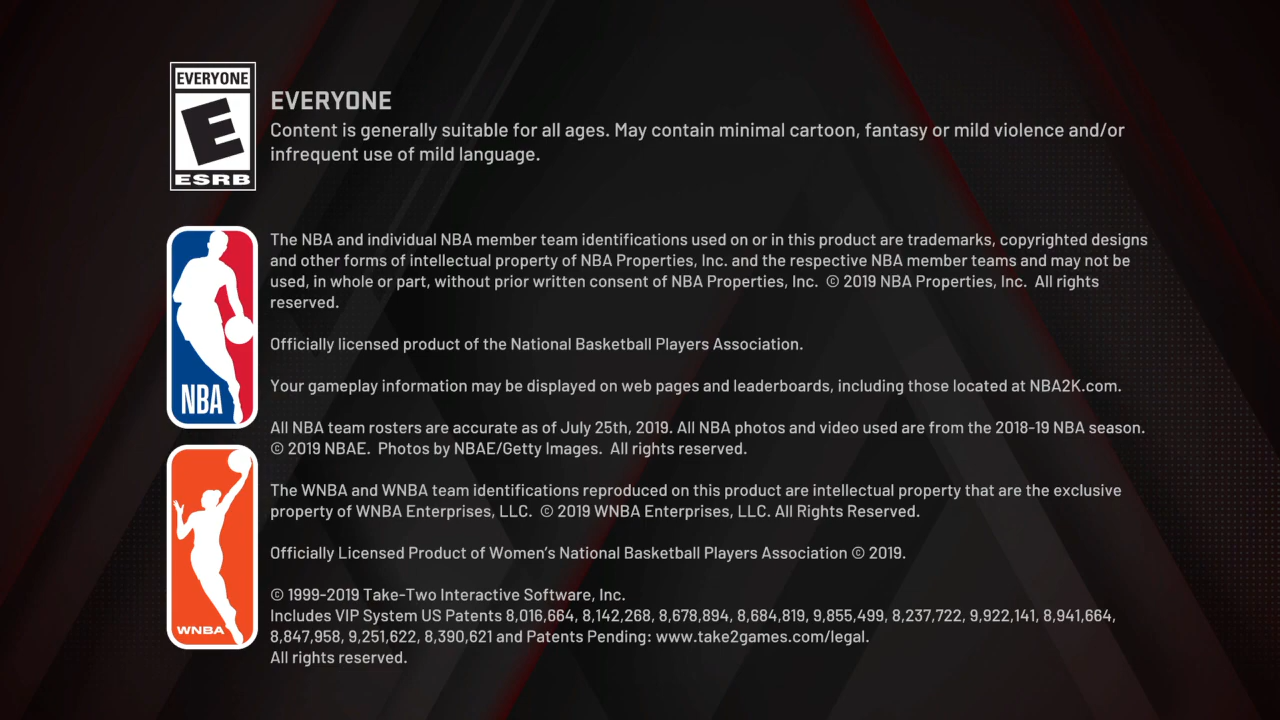 EVERYONE
E
ESRB
EVERYONE
Content is generally suitable for all ages. May contain minimal cartoon, fantasy or mild violence and/or
infrequent use of mild language.
The NBA and individual NBA member team identifications used on or in this product are trademarks, copyrighted designs
and other forms of intellectual property of NBA Properties, Inc. and the respective NBA member teams and may not be
used, in whole or part, without prior written consent of NBA Properties, Inc. © 2019 NBA Properties, Inc. All rights
reserved.
Officially licensed product of the National Basketball Players Association.
Your gameplay information may be displayed on web pages and leaderboards, including those located at NBA2K.com.
NBA
All NBA team rosters are accurate as of July 25th, 2019. All NBA photos and video used are from the 2018-19 NBA season.
© 2019 NBAE. Photos by NBAE/Getty Images. All rights reserved.
The WNBA and WNBA team identifications reproduced on this product are intellectual property that are the exclusive
property of WNBA Enterprises, LLC. © 2019 WNBA Enterprises, LLC. All Rights Reserved.
Officially Licensed Product of Women's National Basketball Players Association © 2019.
© 1999-2019 Take-Two Interactive Software, Inc.
Includes VIP System US Patents 8,016,664, 8,142,268, 8,678,894, 8,684,819, 9,855,499, 8,237,722, 9,922,141, 8,941,664,
WNBA
8,847,958, 9,251,622, 8,390,621 and Patents Pending: www.take2games.com/legal.
All rights reserved.